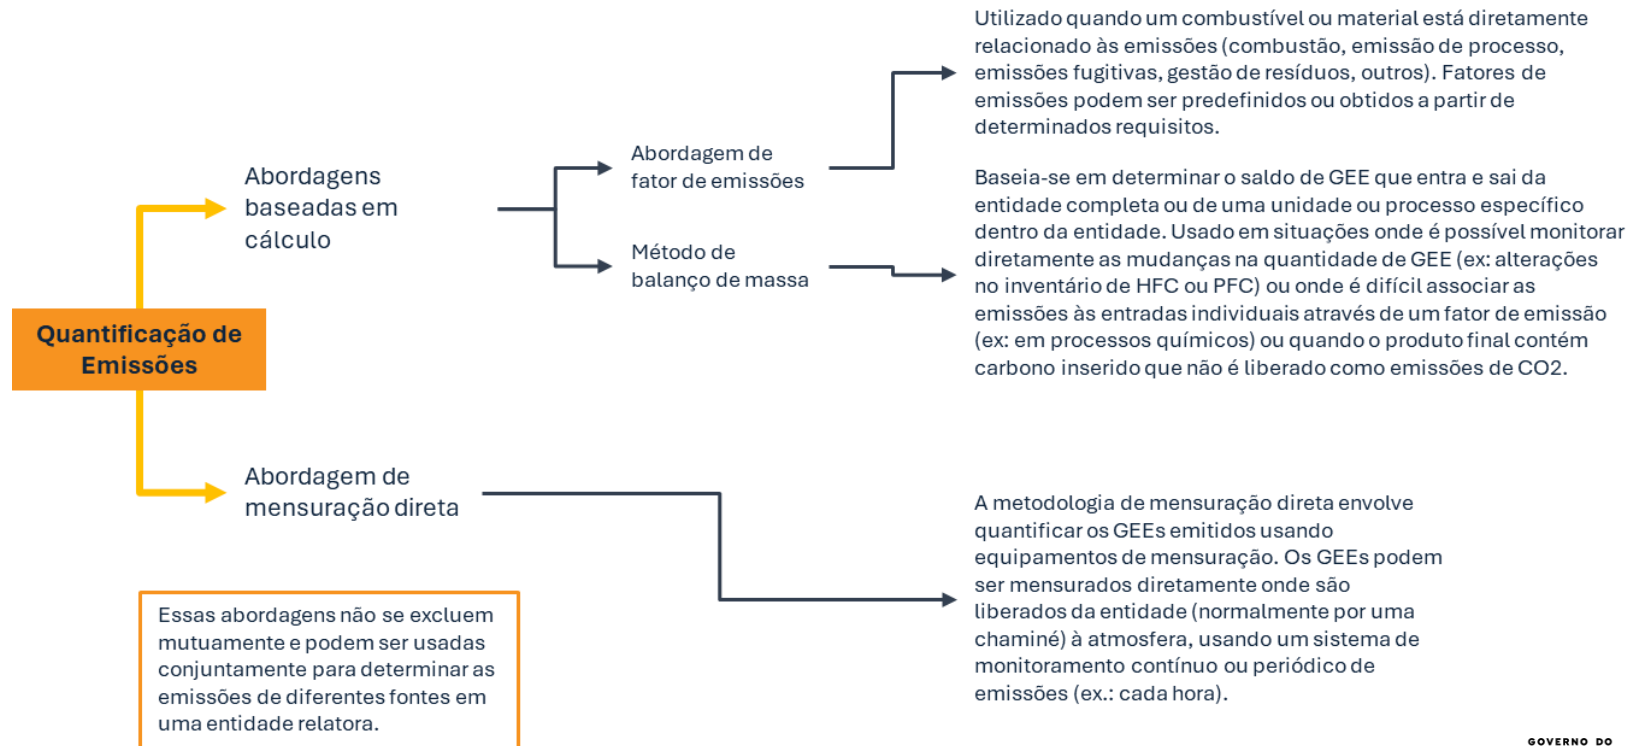 Utilizado quando um combustível ou material está diretamente
relacionado às emissões (combustão, emissão de processo,
emissões fugitivas, gestão de resíduos, outros). Fatores de
emissões podem ser predefinidos ou obtidos a partir de
determinados requisitos.
Abordagem de
fator de emissões
Abordagens
baseadas em
cálculo
Baseia-se em determinar o saldo de GEE que entra e sai da
entidade completa ou de uma unidade ou processo específico
dentro da entidade. Usado em situações onde é possível monitorar
diretamente as mudanças na quantidade de GEE (ex: alterações
no inventário de HFC ou PFC) ou onde é difícil associar as
emissões às entradas individuais através de um fator de emissão
(ex: em processos químicos) ou quando o produto final contém
carbono inserido que não é liberado como emissões de CO2.
Método de
balanço de massa
Quantificação de
Emissões
Abordagem de
mensuração direta
A metodologia de mensuração direta envolve
quantificar os GEEs emitidos usando
equipamentos de mensuração. Os GEEs podem
ser mensurados diretamente onde são
liberados da entidade (normalmente por uma
chaminé) à atmosfera, usando um sistema de
monitoramento contínuo ou periódico de
emissões (ex.: cada hora).
Essas abordagens não se excluem
mutuamente e podem ser usadas
conjuntamente para determinar as
emissões de diferentes fontes em
uma entidade relatora.
GOVERNO DO